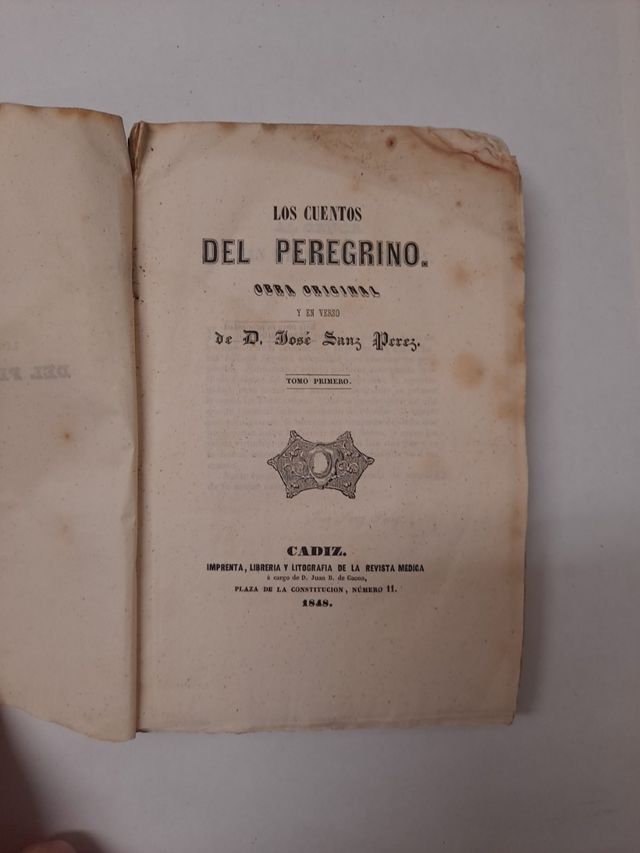 LOS CUENTOS
DEL PEREGRINO.
OBRA ORIGINAL
Y EN VERSO
de D. José Sanz Perez.
TOMO PRIMERO.
CADIZ.
IMPRENTA, LIBRERIA Y LITOGRAFIA DE LA REVISTA MEDICA
á cargo de D. Juan B. de Gaona,
PLAZA DE LA CONSTITUCION, NÚMERO 11.
1848.